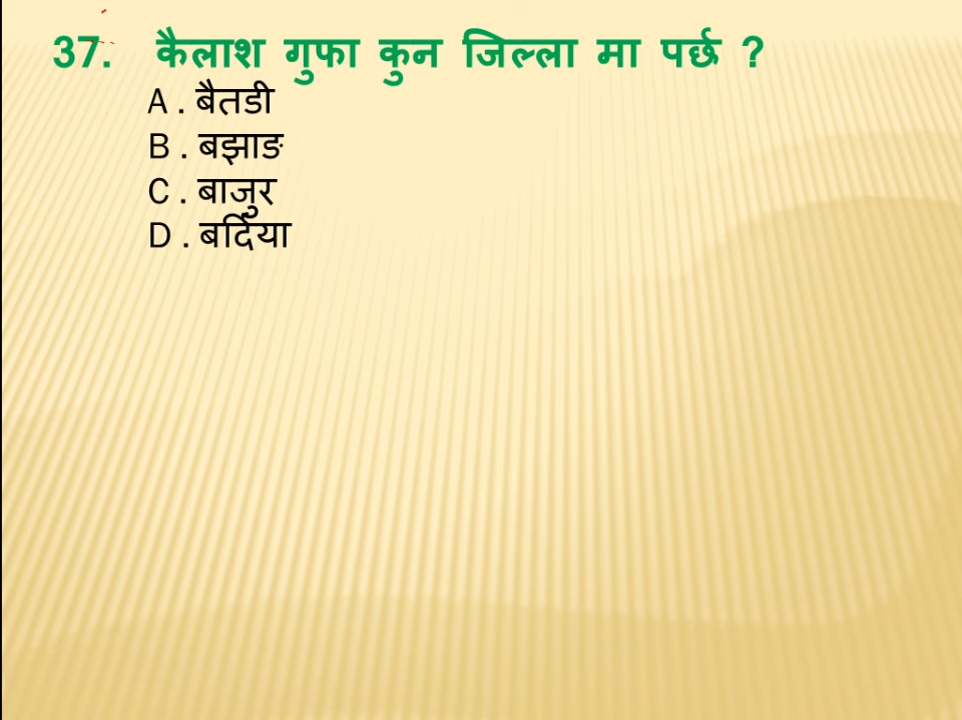 37. कैलाश गुफा कुन जिल्ला मा पर्छ ?
A . बैतडी
B . बझाङ
C . बाजुर
D . बर्दिया